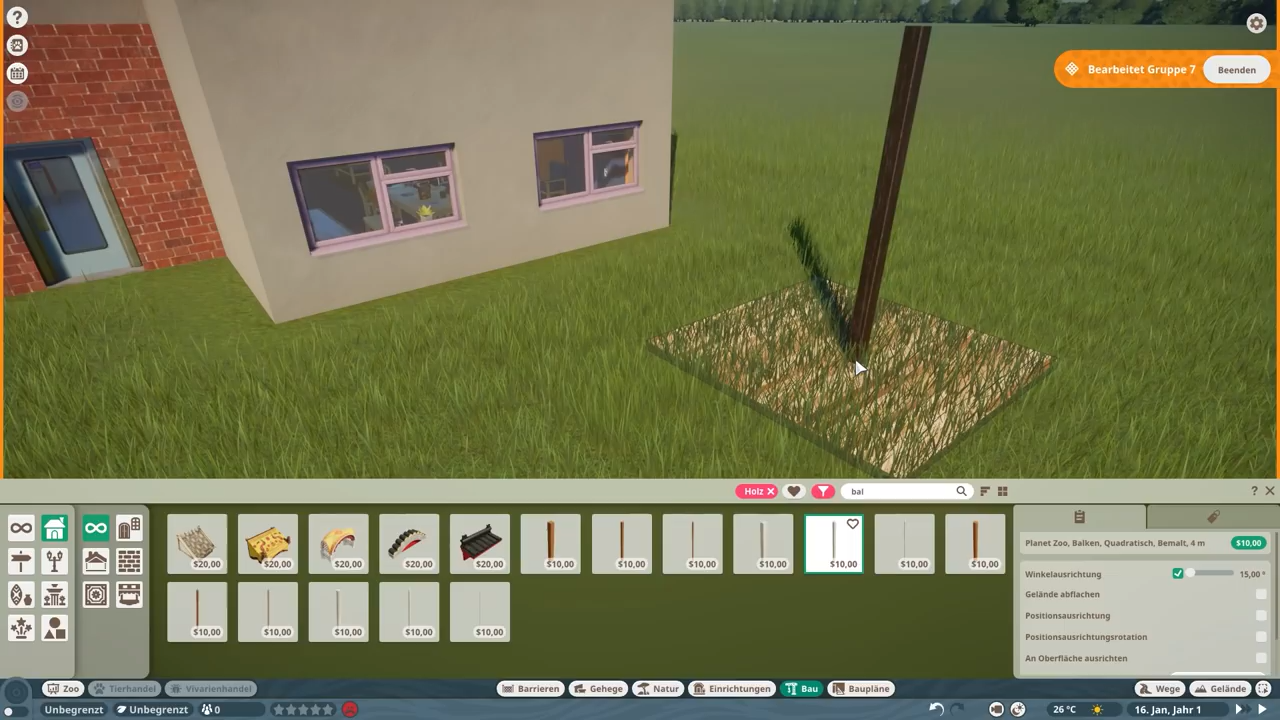 ?
Bearbeitet Gruppe 7
Beenden
Holz ×
bal
? ×
$20,00 $20,00 $20,00 $20,00 $20,00 $10,00 $10,00 $10,00 $10,00 $10,00 $10,00 $10,00
$10,00 $10,00 $10,00 $10,00 $10,00
Planet Zoo, Balken, Quadratisch, Bemalt, 4 m $10,00
Winkelausrichtung 15,00 °
Gelände abflachen
Positionsausrichtung
Positionsausrichtungsrotation
An Oberfläche ausrichten
Zoo Tierhandel Vivarienhandel Barrieren Gehege Natur Einrichtungen Bau Baupläne Wege Gelände
Unbegrenzt Unbegrenzt 0 26 °C 16. Jan, Jahr 1